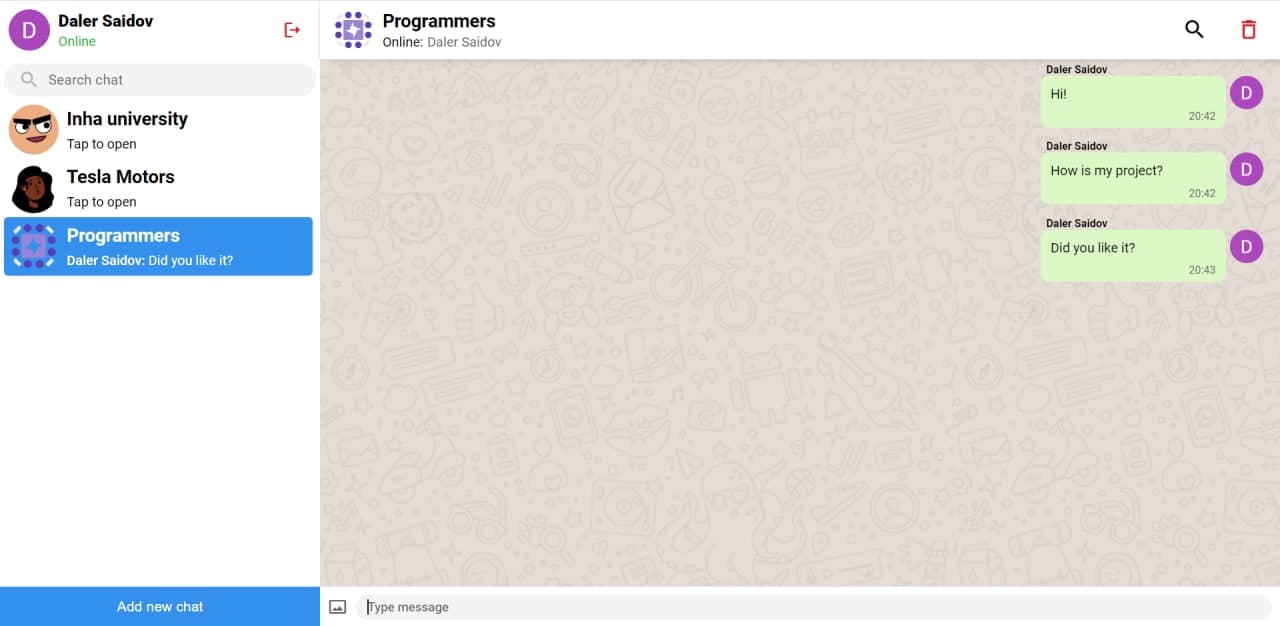 D
Daler Saidov
Online
Search chat
Inha university
Tap to open
Tesla Motors
Tap to open
Programmers
Daler Saidov: Did you like it?
Add new chat
Programmers
Online: Daler Saidov
Daler Saidov
Hi!
20:42
D
Daler Saidov
How is my project?
20:42
D
Daler Saidov
Did you like it?
20:43
D
Type message